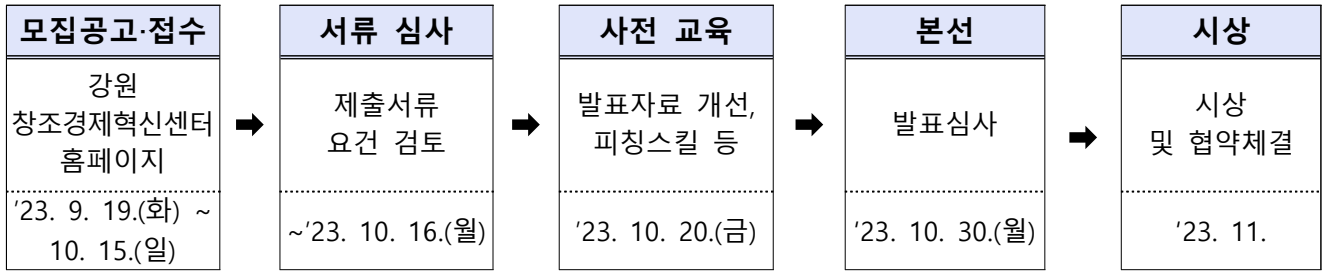 모집공고·접수
강원
창조경제혁신센터
홈페이지
'23. 9. 19.(화) ~
10. 15.(일)
서류 심사
제출서류
요건 검토
~'23. 10. 16.(월)
사전 교육
발표자료 개선,
피칭스킬 등
'23. 10. 20.(금)
본선
발표심사
'23. 10. 30.(월)
시상
시상
및 협약체결
'23. 11.